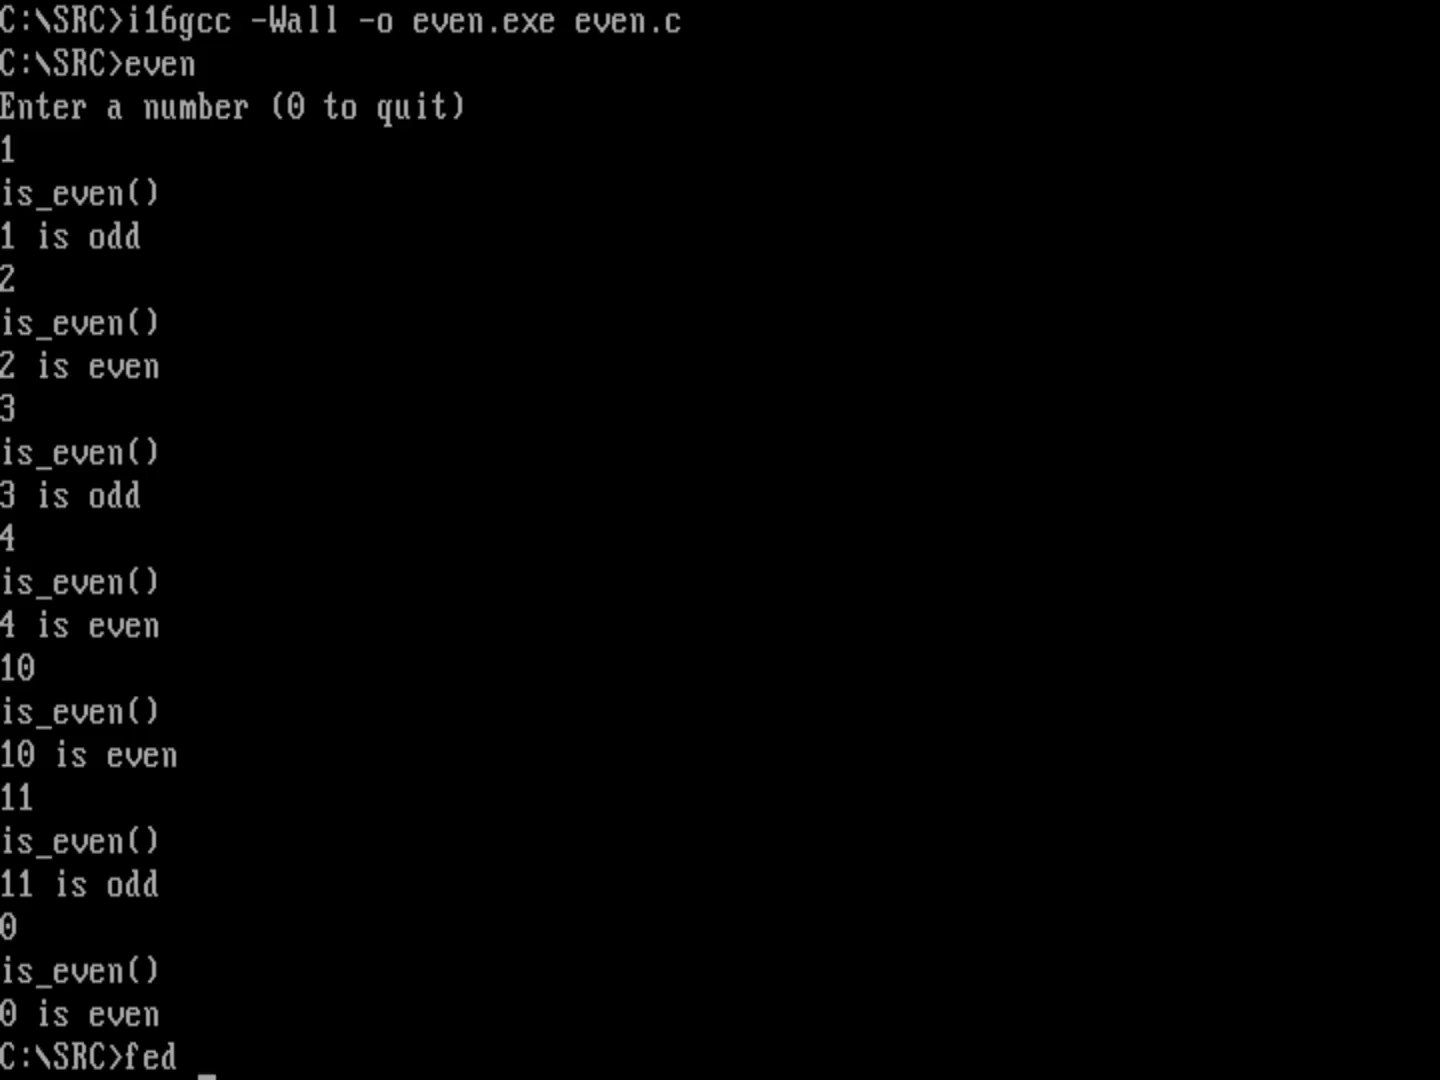 C:\SRC>i16gcc -Wall -o even.exe even.c
C:\SRC>even
Enter a number (0 to quit)
1
is_even()
1 is odd
2
is_even()
2 is even
3
is_even()
3 is odd
4
is_even()
4 is even
10
is_even()
10 is even
11
is_even()
11 is odd
0
is_even()
0 is even
C:\SRC>fed _